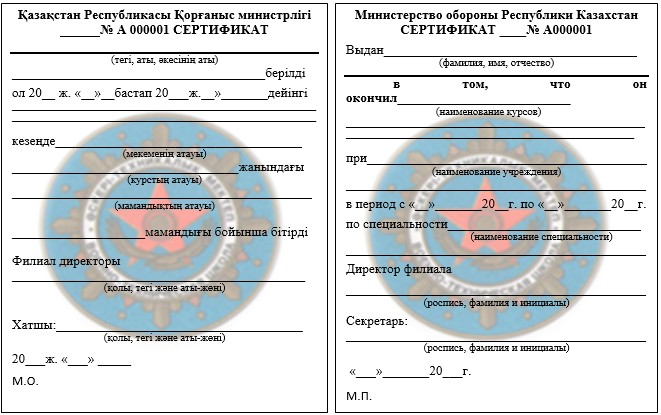 Қазақстан Республикасы Қорғаныс министрлігі
______№ А 000001 СЕРТИФИКАТ
(тегі, аты, әкесінің аты)
берілді
ол 20__ ж. «__»__бастап 20___ж.__»________дейінгі
кезеңде
(мекеменің атауы)
жанындағы
(курстың атауы)
(мамандықтың атауы)
мамандығы бойынша бітірді
Филиал директоры
(қолы, тегі және аты-жөні)
Хатшы:
(қолы, тегі және аты-жөні)
20___ж. «___» _____
М.О.
Министерство обороны Республики Казахстан
СЕРТИФИКАТ ____№ А000001
Выдан
(фамилия, имя, отчество)
в том, что он
окончил
(наименование курсов)
при
(наименование учреждения)
в период с «__»_______20__г. по «__»_______20__г.
по специальности
(наименование специальности)
Директор филиала
(роспись, фамилия и инициалы)
Секретарь:
(роспись, фамилия и инициалы)
«___»_______20___г.
М.П.